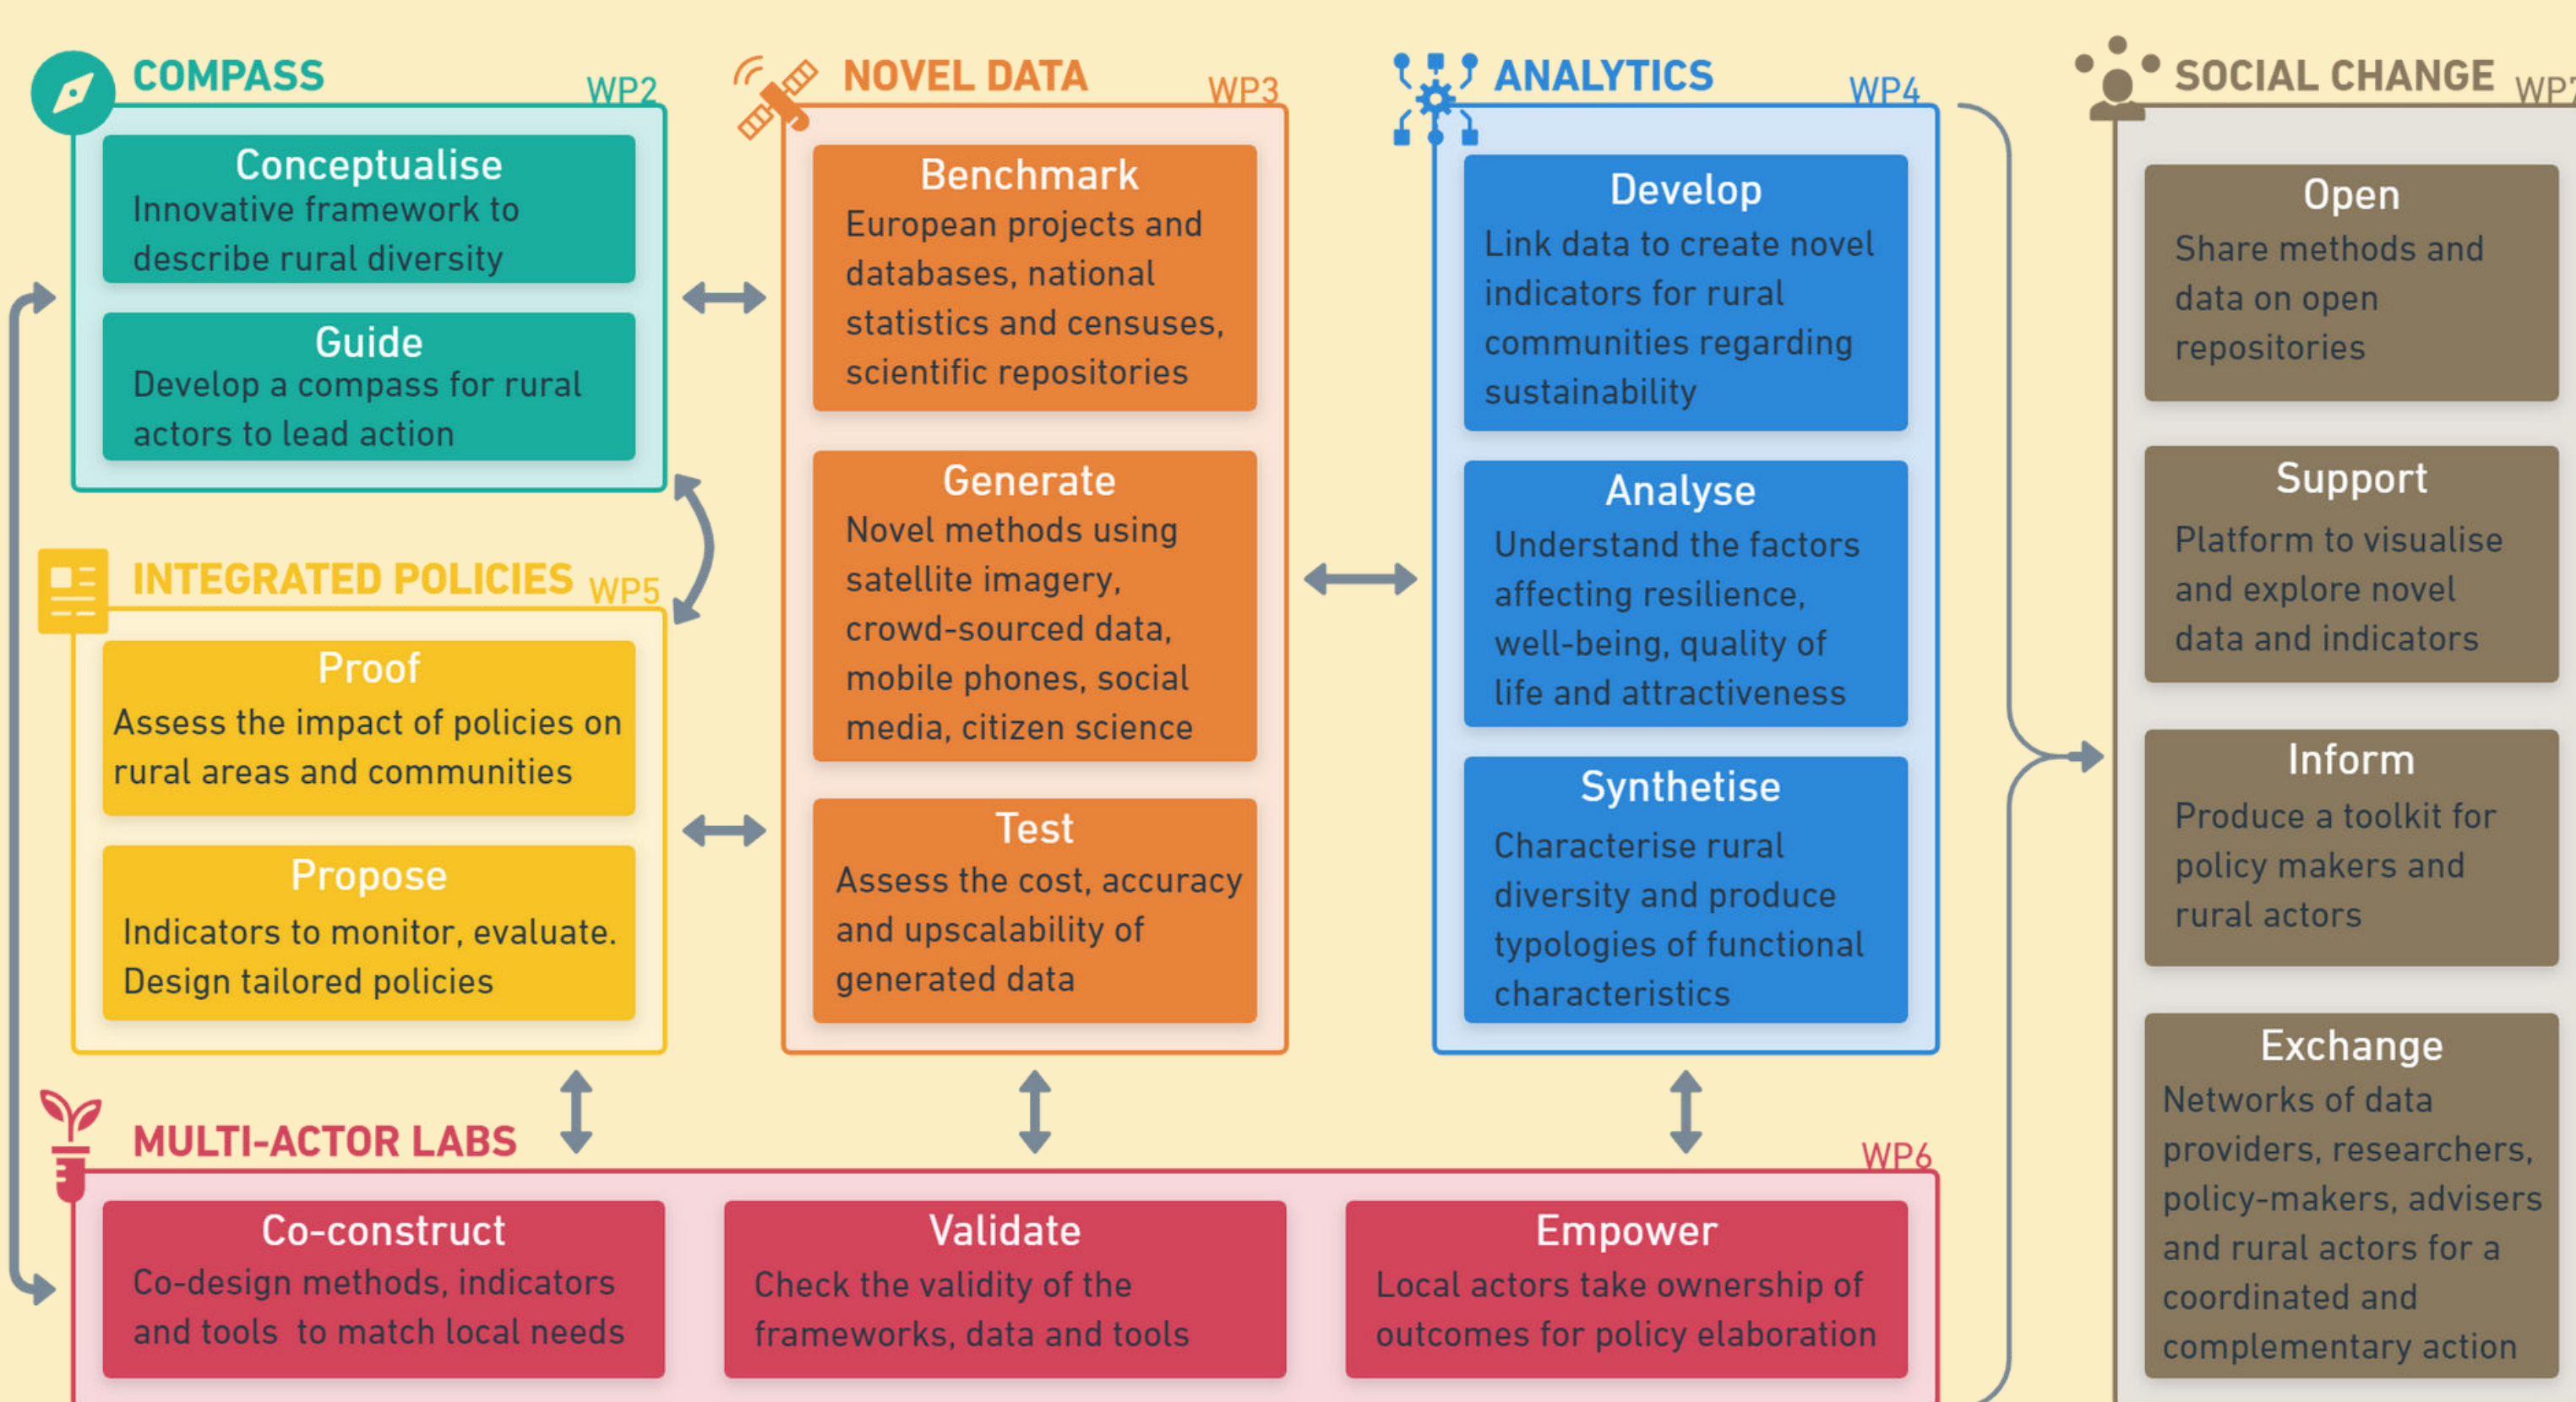 COMPASS
WP2
Conceptualise
Innovative framework to
describe rural diversity
Guide
Develop a compass for rural
actors to lead action
INTEGRATED POLICIES
WP5
Proof
Assess the impact of policies on
rural areas and communities
Propose
Indicators to monitor, evaluate.
Design tailored policies
NOVEL DATA
WP3
Benchmark
European projects and
databases, national
statistics and censuses,
scientific repositories
Generate
Novel methods using
satellite imagery,
crowd-sourced data,
mobile phones, social
media, citizen science
Test
Assess the cost, accuracy
and upscalability of
generated data
ANALYTICS
WP4
Develop
Link data to create novel
indicators for rural
communities regarding
sustainability
Analyse
Understand the factors
affecting resilience,
well-being, quality of
life and attractiveness
Synthetise
Characterise rural
diversity and produce
typologies of functional
characteristics
MULTI-ACTOR LABS
WP6
Co-construct
Co-design methods, indicators
and tools to match local needs
Validate
Check the validity of the
frameworks, data and tools
Empower
Local actors take ownership of
outcomes for policy elaboration
SOCIAL CHANGE
WP7
Open
Share methods and
data on open
repositories
Support
Platform to visualise
and explore novel
data and indicators
Inform
Produce a toolkit for
policy makers and
rural actors
Exchange
Networks of data
providers, researchers,
policy-makers, advisers
and rural actors for a
coordinated and
complementary action